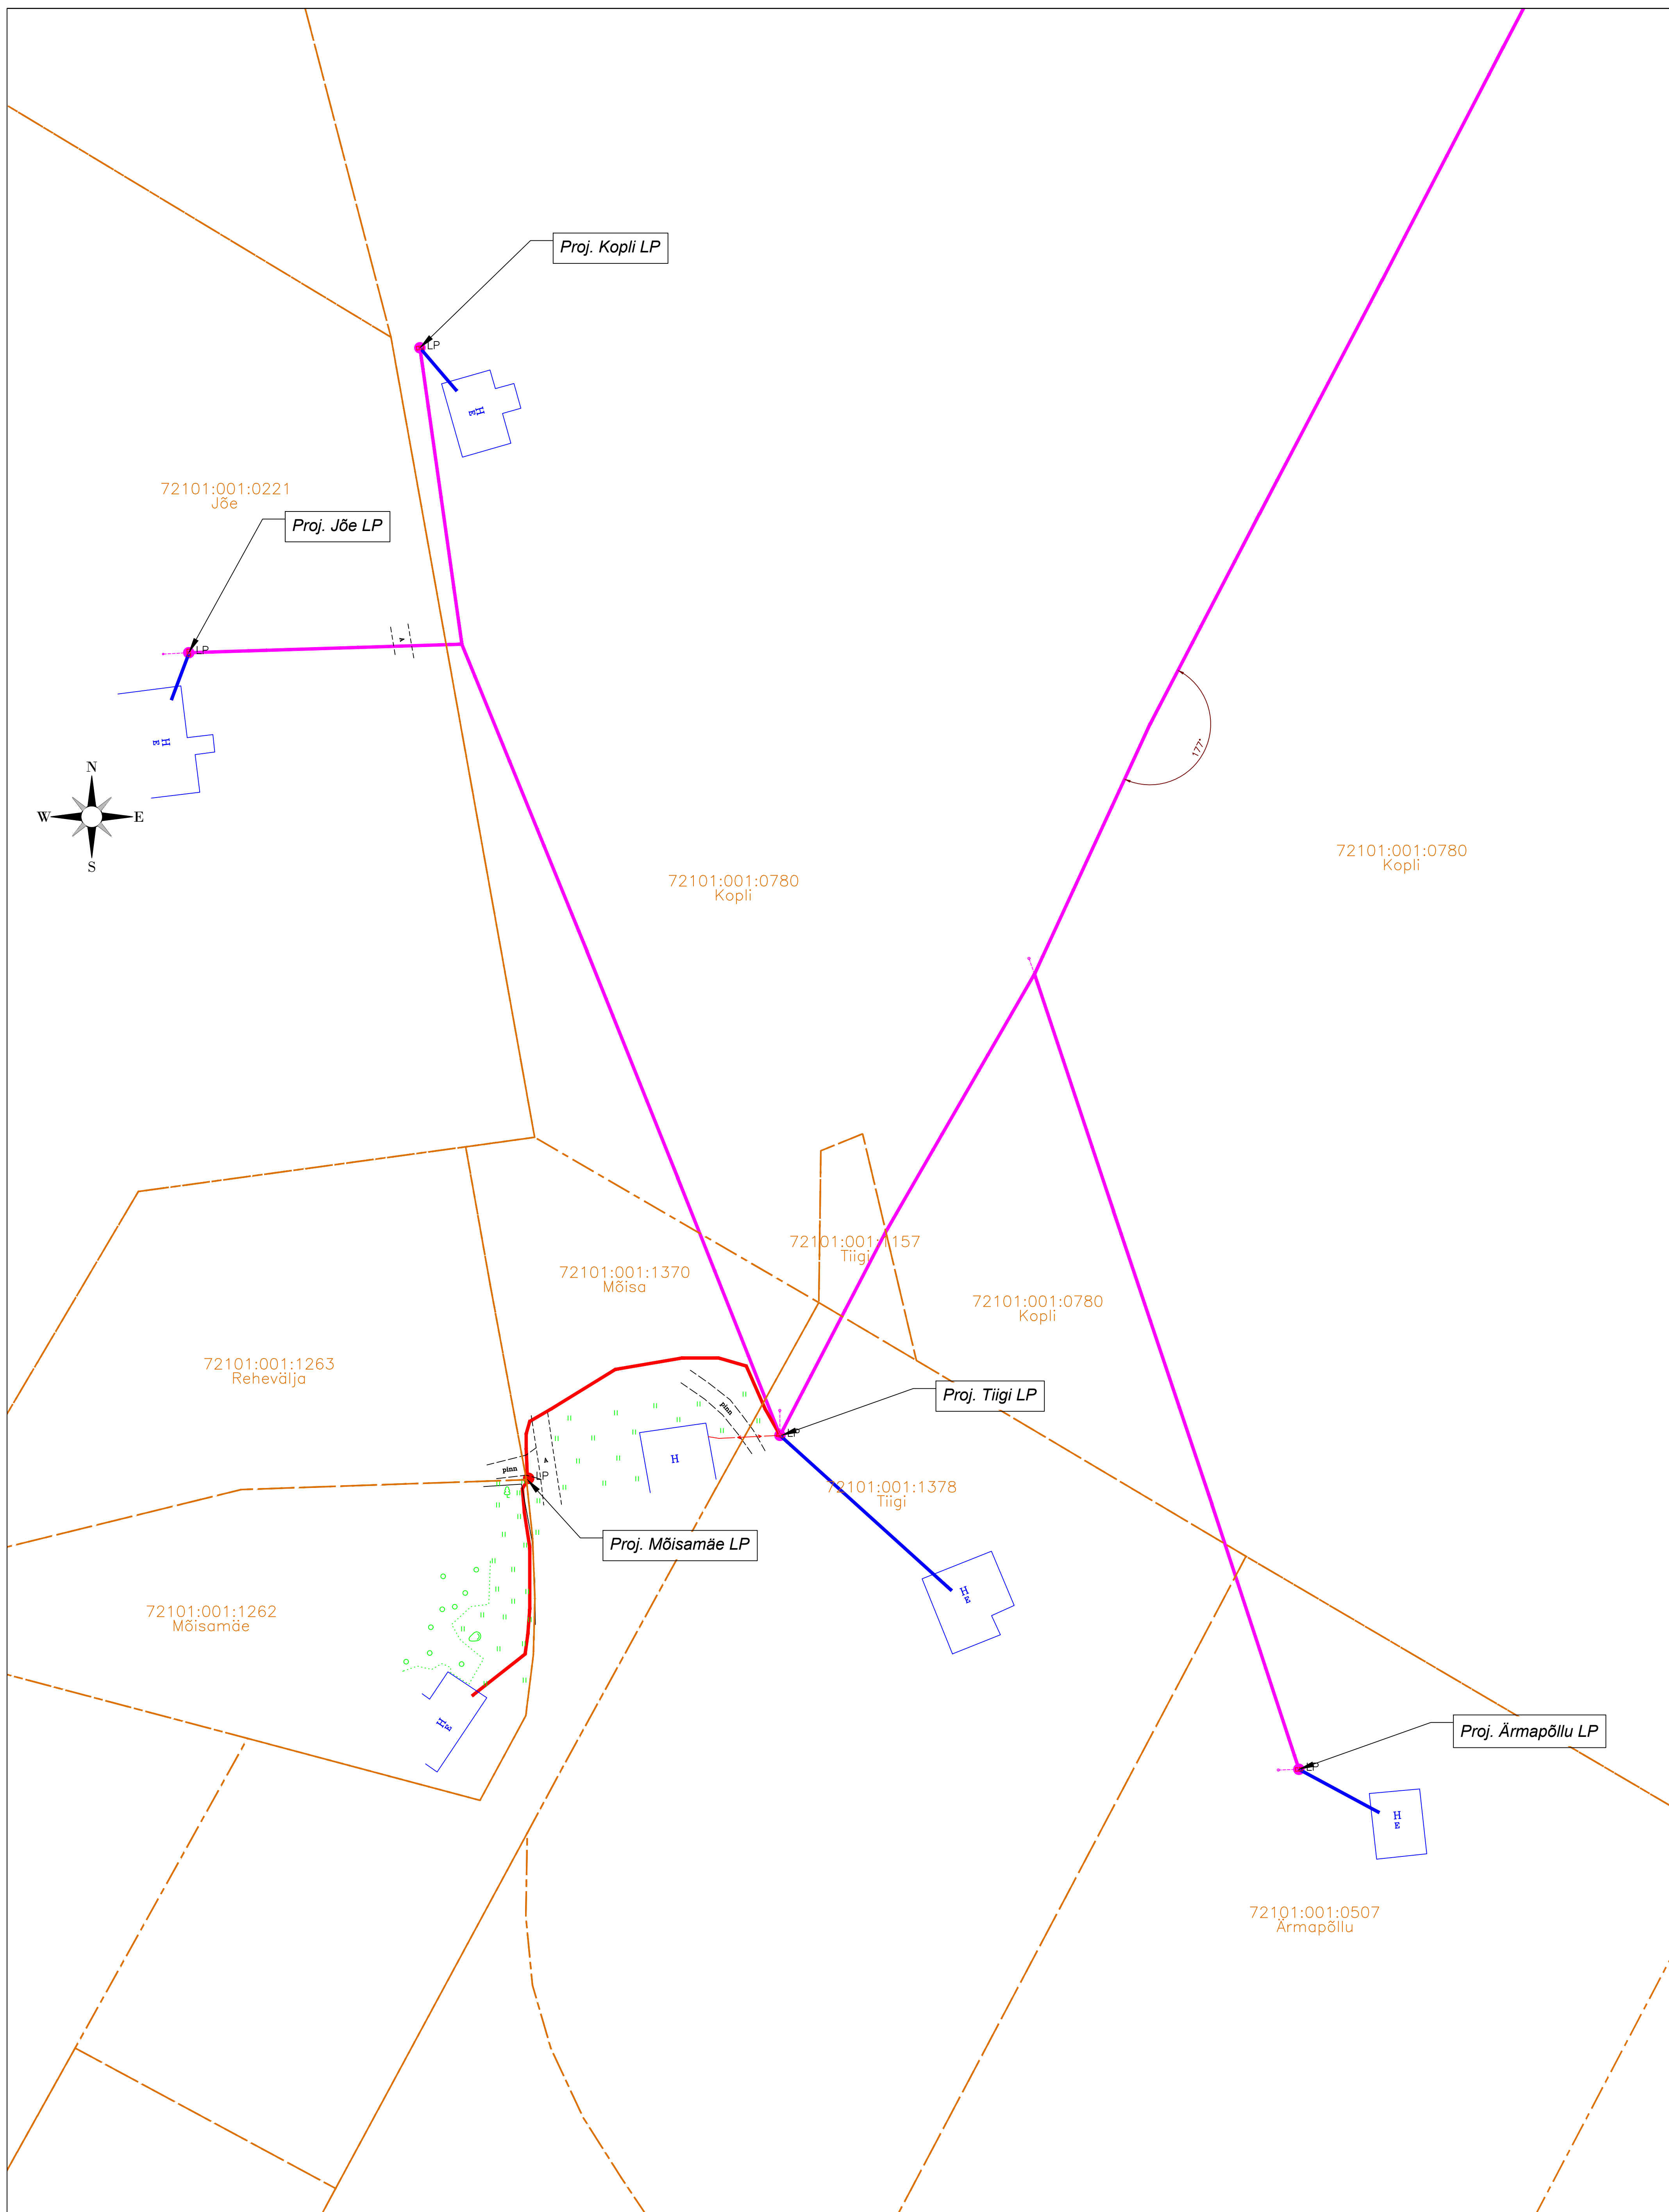 Proj. Kopli LP
LP
H
E
72101:001:0221
Jõe
Proj. Jõe LP
A
LP
H
E
N
W
E
S
177°
72101:001:0780
Kopli
72101:001:0780
Kopli
72101:001:1157
Tiigi
72101:001:1370
Mõisa
72101:001:0780
Kopli
72101:001:1263
Rehevälja
Proj. Tiigi LP
pinn
LP
H
A
pinn
LP
72101:001:1378
Tiigi
Proj. Mõisamäe LP
H
E
72101:001:1262
Mõisamäe
H
E
Proj. Ärmapõllu LP
LP
H
E
72101:001:0507
Ärmapõllu